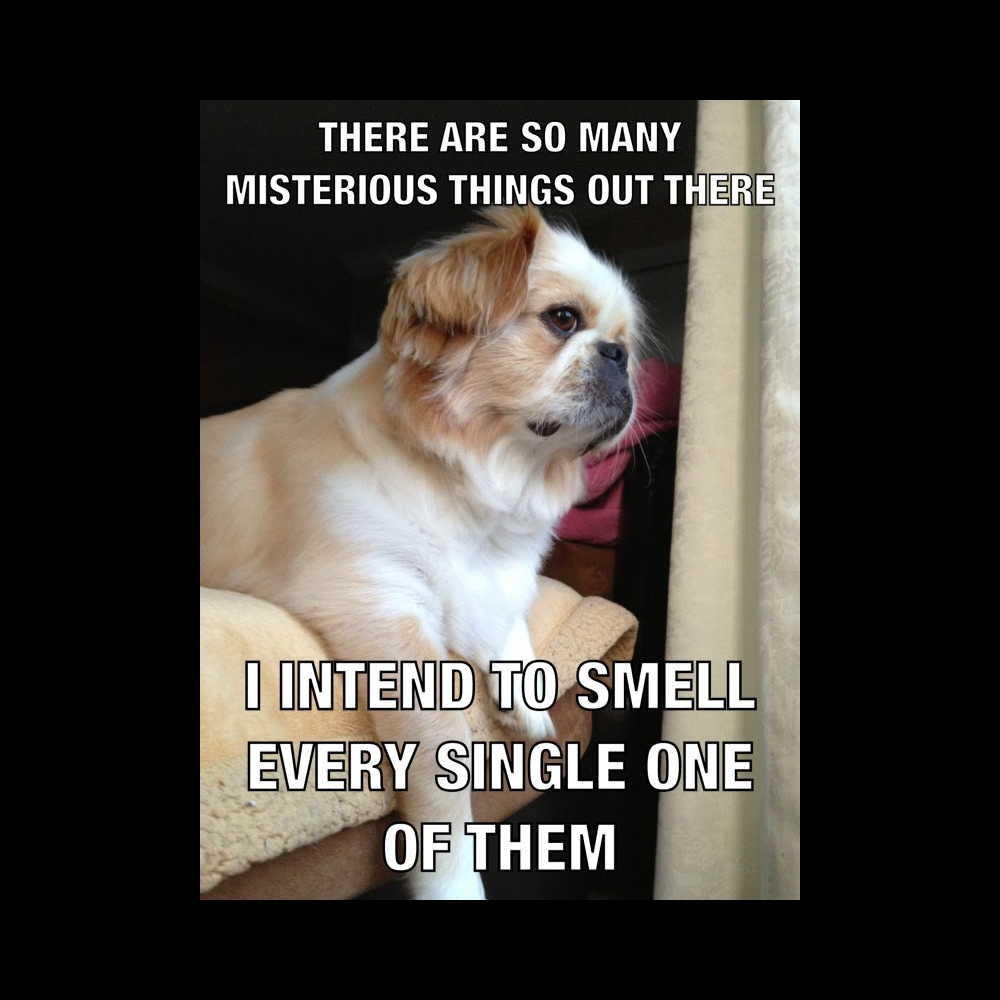 THERE ARE SO MANY
MISTERIOUS THINGS OUT THERE
I INTEND TO SMELL
EVERY SINGLE ONE
OF THEM